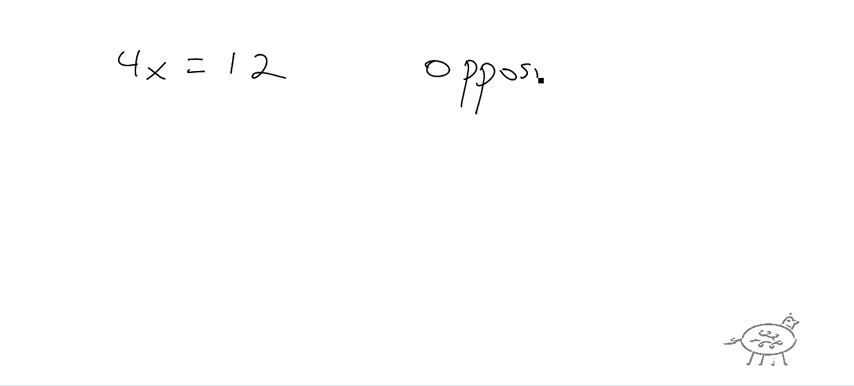 4x = 12 opposi